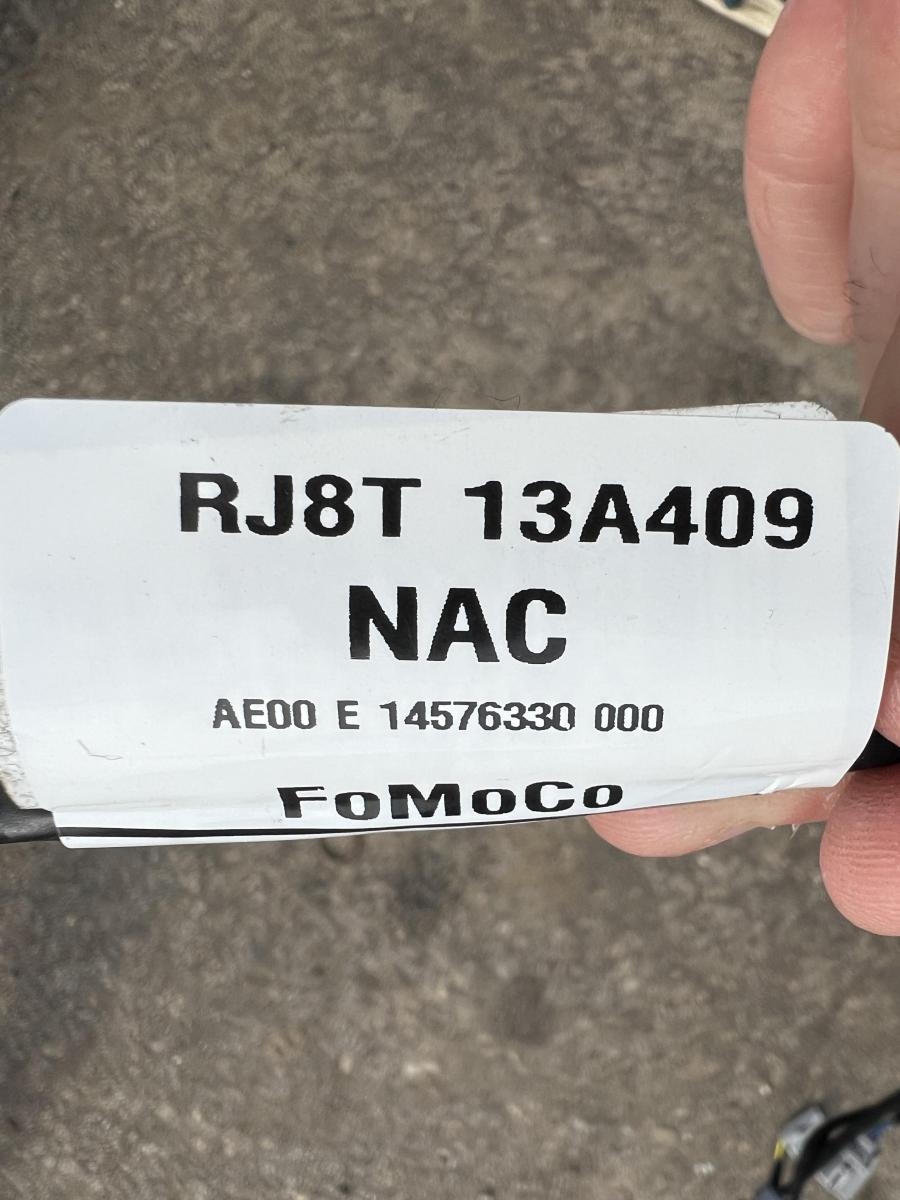 RJ8T 13A409
NAC
AE00 E 14576330 000
FoMoCo